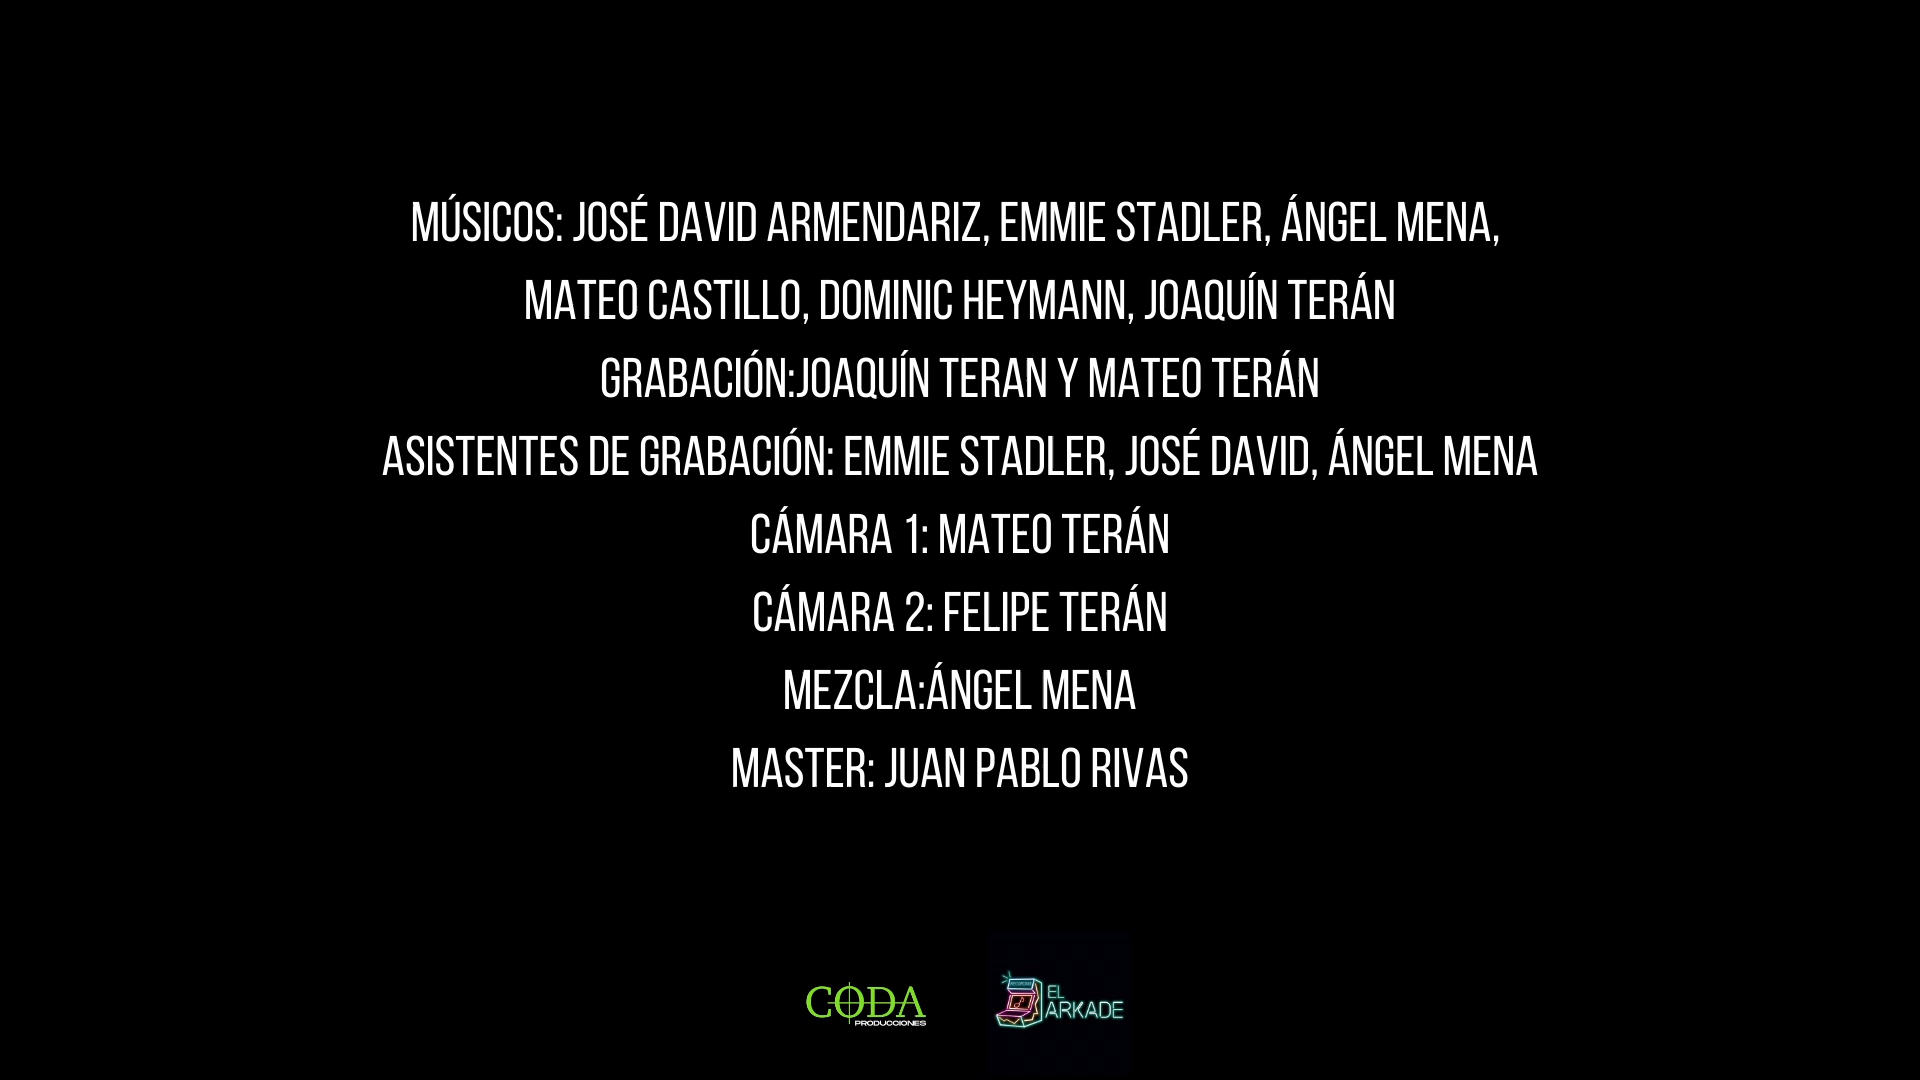 MÚSICOS: JOSÉ DAVID ARMENDARIZ, EMMIE STADLER, ÁNGEL MENA,
MATEO CASTILLO, DOMINIC HEYMANN, JOAQUÍN TERÁN
GRABACIÓN:JOAQUÍN TERAN Y MATEO TERÁN
ASISTENTES DE GRABACIÓN: EMMIE STADLER, JOSÉ DAVID, ÁNGEL MENA
CÁMARA 1: MATEO TERÁN
CÁMARA 2: FELIPE TERÁN
MEZCLA:ÁNGEL MENA
MASTER: JUAN PABLO RIVAS
CODA
PRODUCCIONES
EL
ARKADE